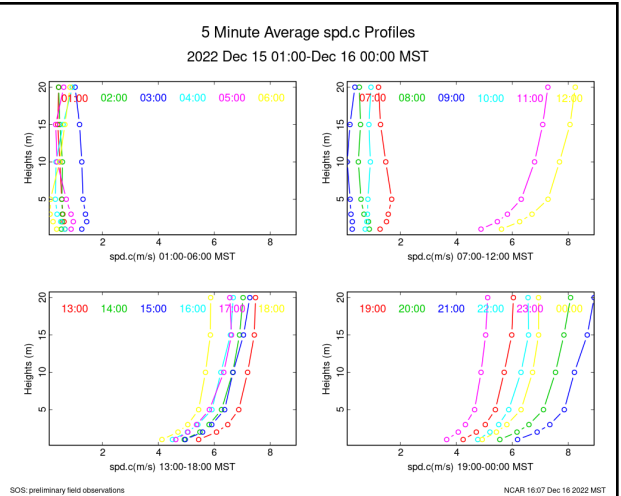 5 Minute Average spd.c Profiles
2022 Dec 15 01:00-Dec 16 00:00 MST
Heights (m)
5 10 15 20
01:00 02:00 03:00 04:00 05:00 06:00
2 4 6 8
spd.c(m/s) 01:00-06:00 MST
Heights (m)
5 10 15 20
07:00 08:00 09:00 10:00 11:00 12:00
2 4 6 8
spd.c(m/s) 07:00-12:00 MST
Heights (m)
5 10 15 20
13:00 14:00 15:00 16:00 17:00 18:00
2 4 6 8
spd.c(m/s) 13:00-18:00 MST
Heights (m)
5 10 15 20
19:00 20:00 21:00 22:00 23:00 00:00
2 4 6 8
spd.c(m/s) 19:00-00:00 MST
SOS: preliminary field observations
NCAR 16:07 Dec 16 2022 MST